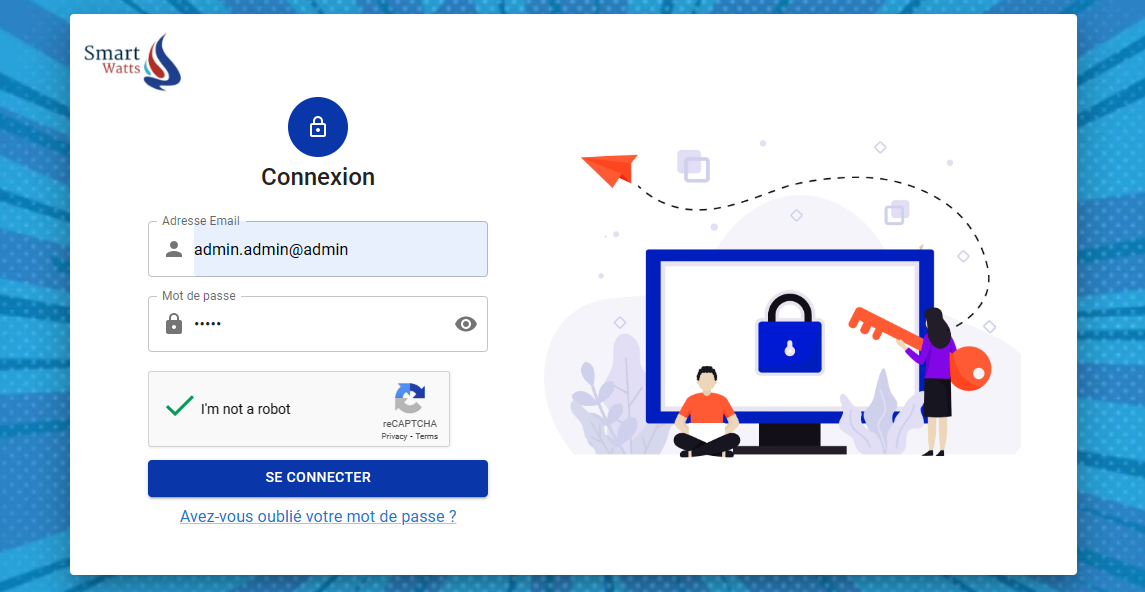 Smart
Watts
Connexion
Adresse Email
admin.admin@admin
Mot de passe
•••••
I'm not a robot
reCAPTCHA
Privacy - Terms
SE CONNECTER
Avez-vous oublié votre mot de passe ?